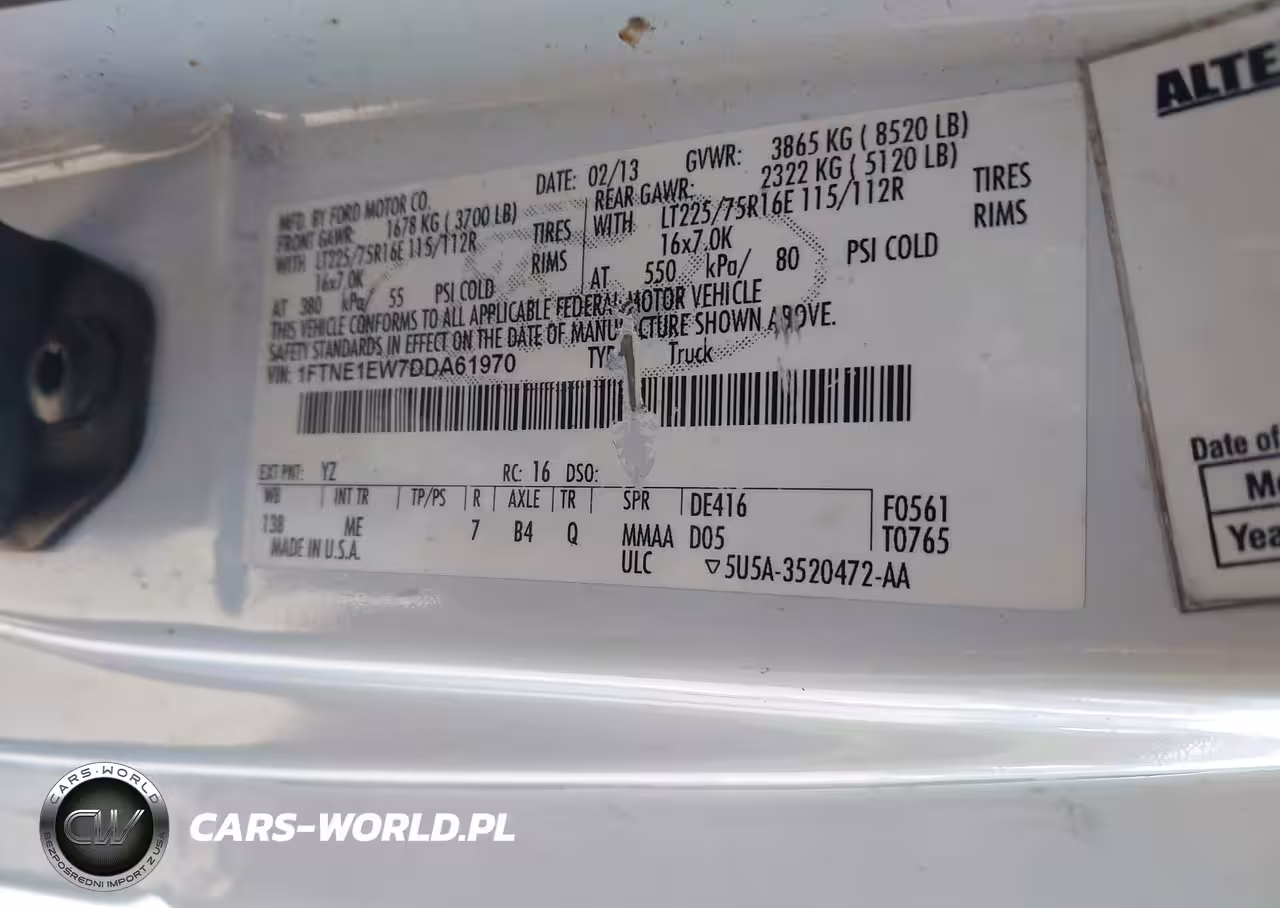 MFD. BY FORD MOTOR CO.
DATE: 02/13
GVWR: 3865 KG ( 8520 LB)
FRONT GAWR: 1678 KG ( 3700 LB)
REAR GAWR: 2322 KG ( 5120 LB)
WITH LT225/75R16E 115/112R TIRES
WITH LT225/75R16E 115/112R TIRES
16x7.0K RIMS
16x7.0K RIMS
AT 380 kPa/ 55 PSI COLD
AT 550 kPa/ 80 PSI COLD
THIS VEHICLE CONFORMS TO ALL APPLICABLE FEDERAL MOTOR VEHICLE
SAFETY STANDARDS IN EFFECT ON THE DATE OF MANU CTURE SHOWN ABOVE.
VIN: 1FTNE1EW7DDA61970 TYP Truck
EXT PNT: YZ RC: 16 DSO:
WB INT TR TP/PS R AXLE TR SPR DE416 F0561
138 ME 7 B4 Q MMAA D05 T0765
MADE IN U.S.A. ULC ▽5U5A-3520472-AA
ALTE
Date of
Mo
Yea
CARS-WORLD
CW
BEZPOŚREDNI IMPORT Z USA
CARS-WORLD.PL